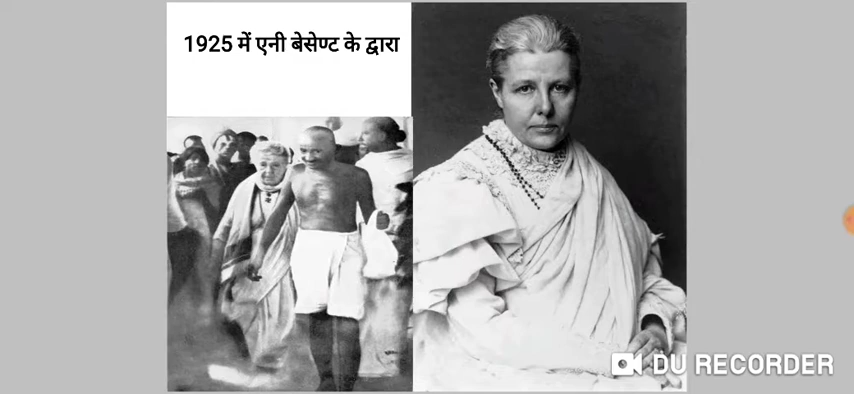 1925 में एनी बेसेण्ट के द्वारा
DU RECORDER